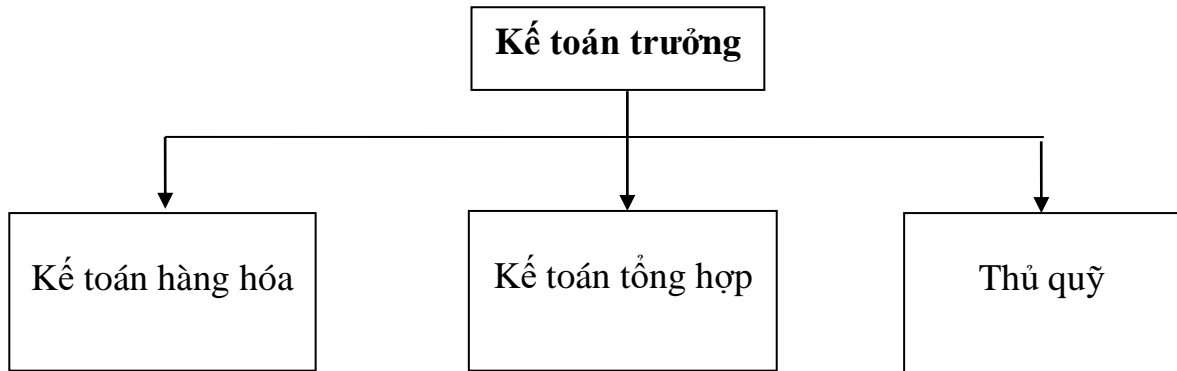 Kế toán trưởng
Kế toán hàng hóa
Kế toán tổng hợp
Thủ quỹ